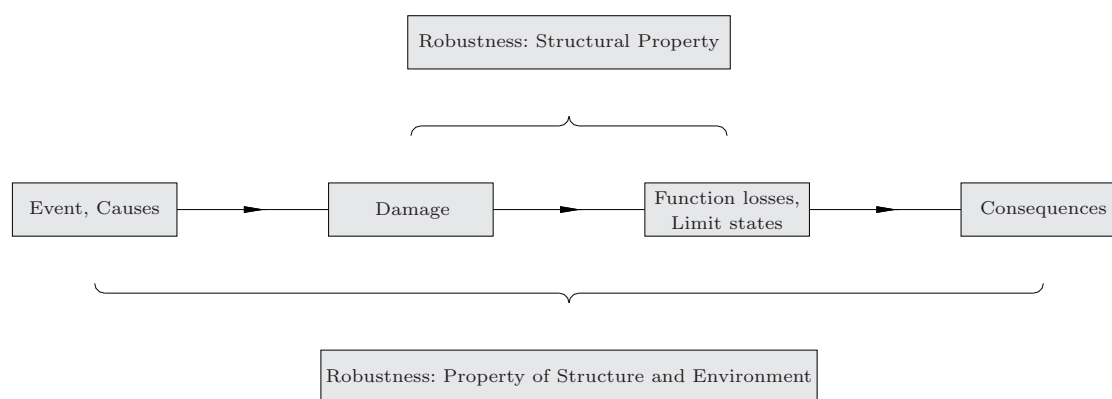 Robustness: Structural Property
Event, Causes
Damage
Function losses,
Limit states
Consequences
Robustness: Property of Structure and Environment